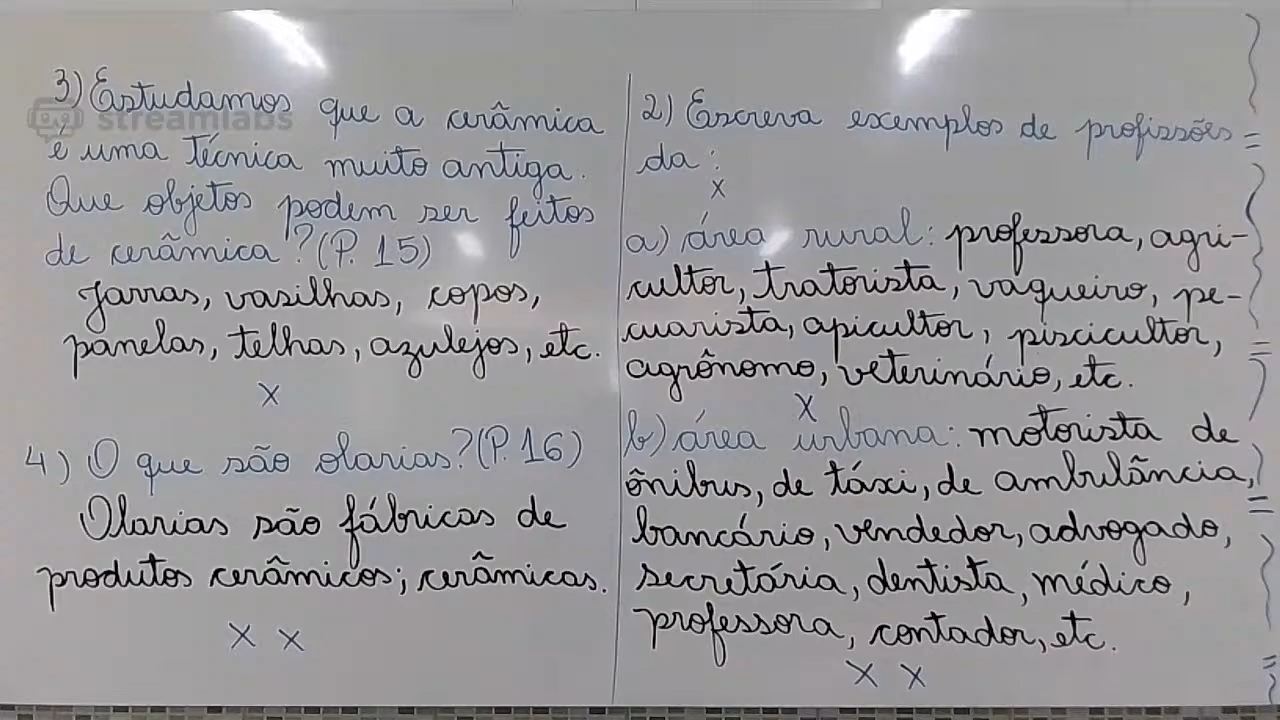 3) Estudamos que a cerâmica
é uma técnica muito antiga.
Que objetos podem ser feitos
de cerâmica? (P. 15)
Jarras, vasilhas, copos,
panelas, telhas, azulejos, etc.
X
4) O que são olarias? (P. 16)
Olarias são fábricas de
produtos cerâmicos; cerâmicas.
X X
2) Escreva exemplos de profissões
da:
X
a) área rural: professora, agri-
cultor, tratorista, vaqueiro, pe-
cuarista, apicultor, piscicultor,
agrônomo, veterinário, etc.
X
b) área urbana: motorista de
ônibus, de táxi, de ambulância,
bancário, vendedor, advogado,
secretária, dentista, médico,
professora, contador, etc.
X X
streamlabs